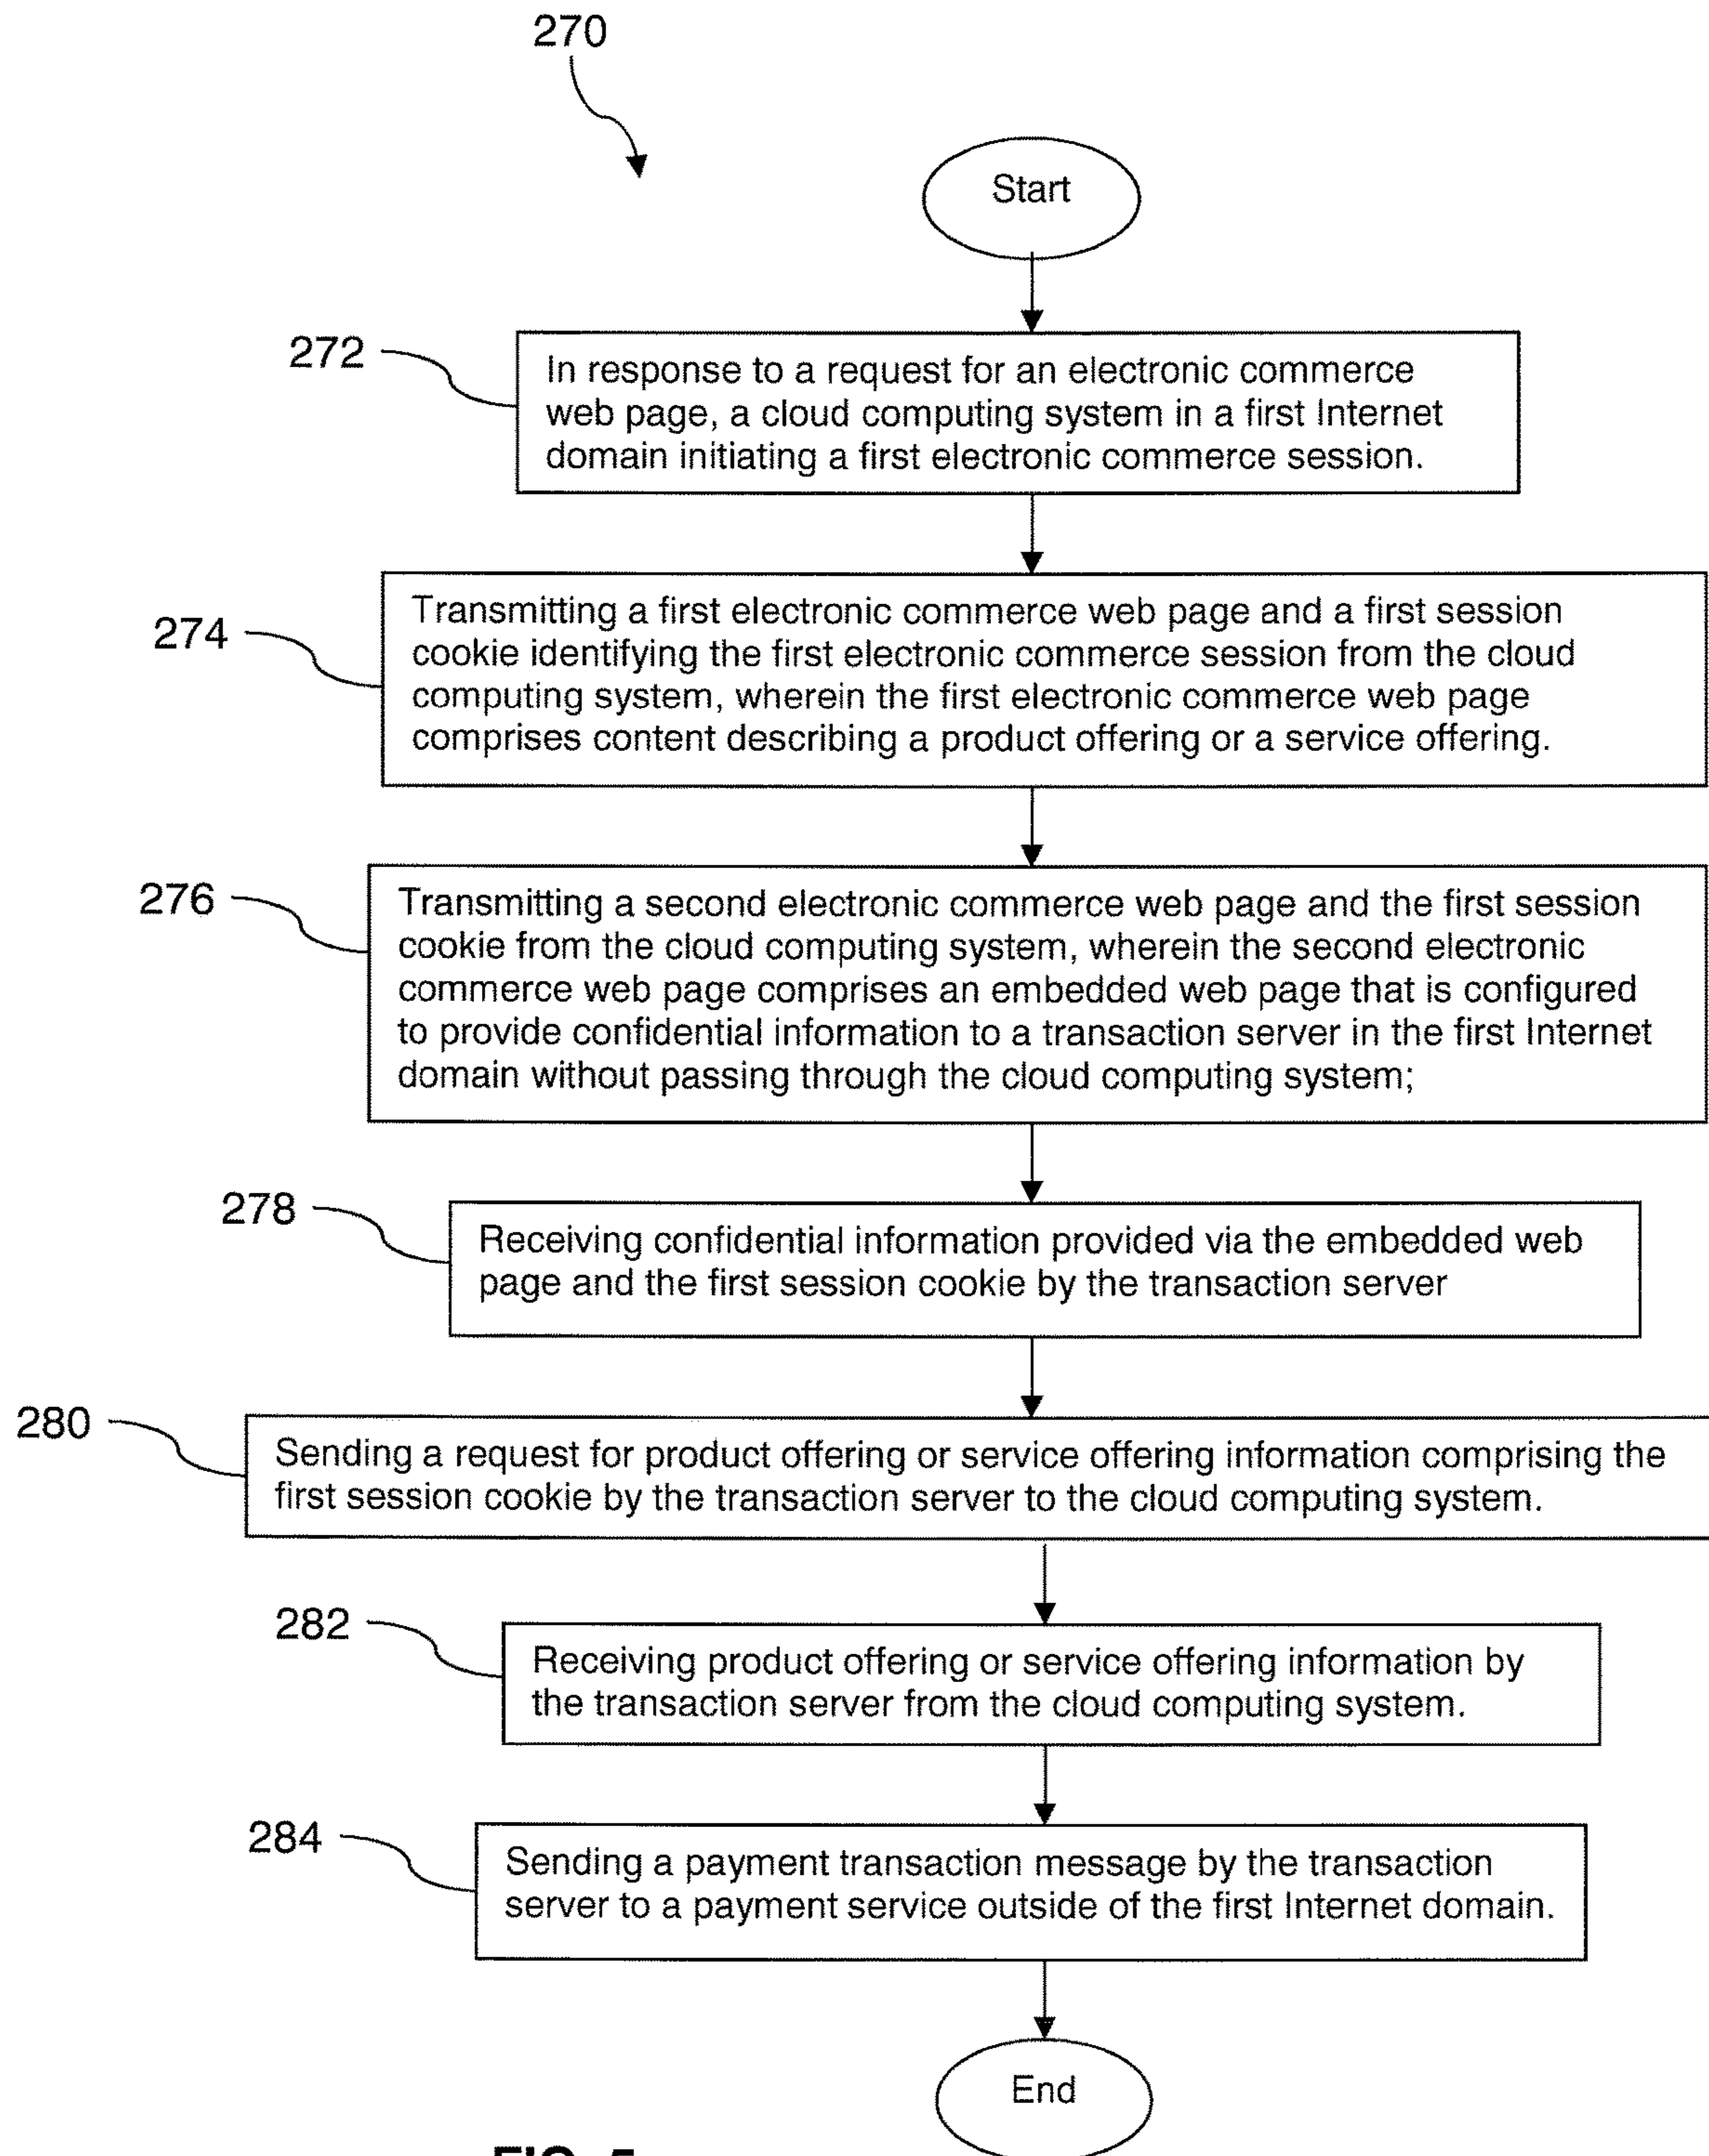 270
Start
272
In response to a request for an electronic commerce
web page, a cloud computing system in a first Internet
domain initiating a first electronic commerce session.
274
Transmitting a first electronic commerce web page and a first session
cookie identifying the first electronic commerce session from the cloud
computing system, wherein the first electronic commerce web page
comprises content describing a product offering or a service offering.
276
Transmitting a second electronic commerce web page and the first session
cookie from the cloud computing system, wherein the second electronic
commerce web page comprises an embedded web page that is configured
to provide confidential information to a transaction server in the first Internet
domain without passing through the cloud computing system;
278
Receiving confidential information provided via the embedded web
page and the first session cookie by the transaction server
280
Sending a request for product offering or service offering information comprising the
first session cookie by the transaction server to the cloud computing system.
282
Receiving product offering or service offering information by
the transaction server from the cloud computing system.
284
Sending a payment transaction message by the transaction
server to a payment service outside of the first Internet domain.
End